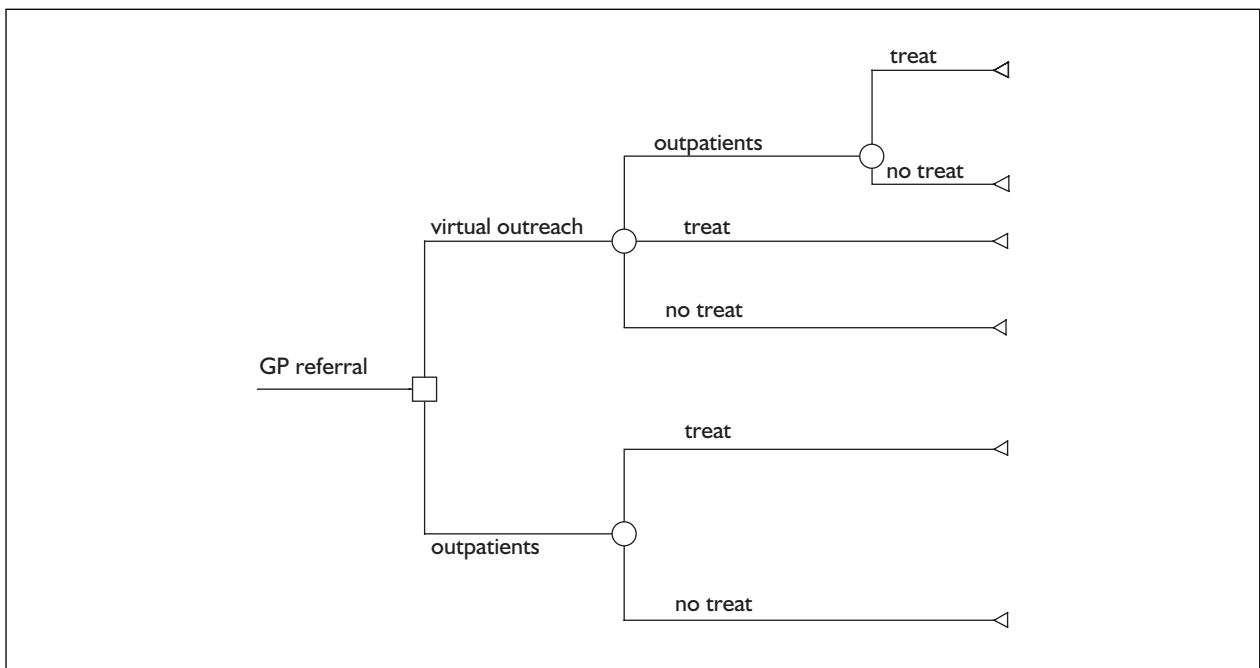 treat
outpatients
no treat
virtual outreach
treat
no treat
GP referral
treat
outpatients
no treat